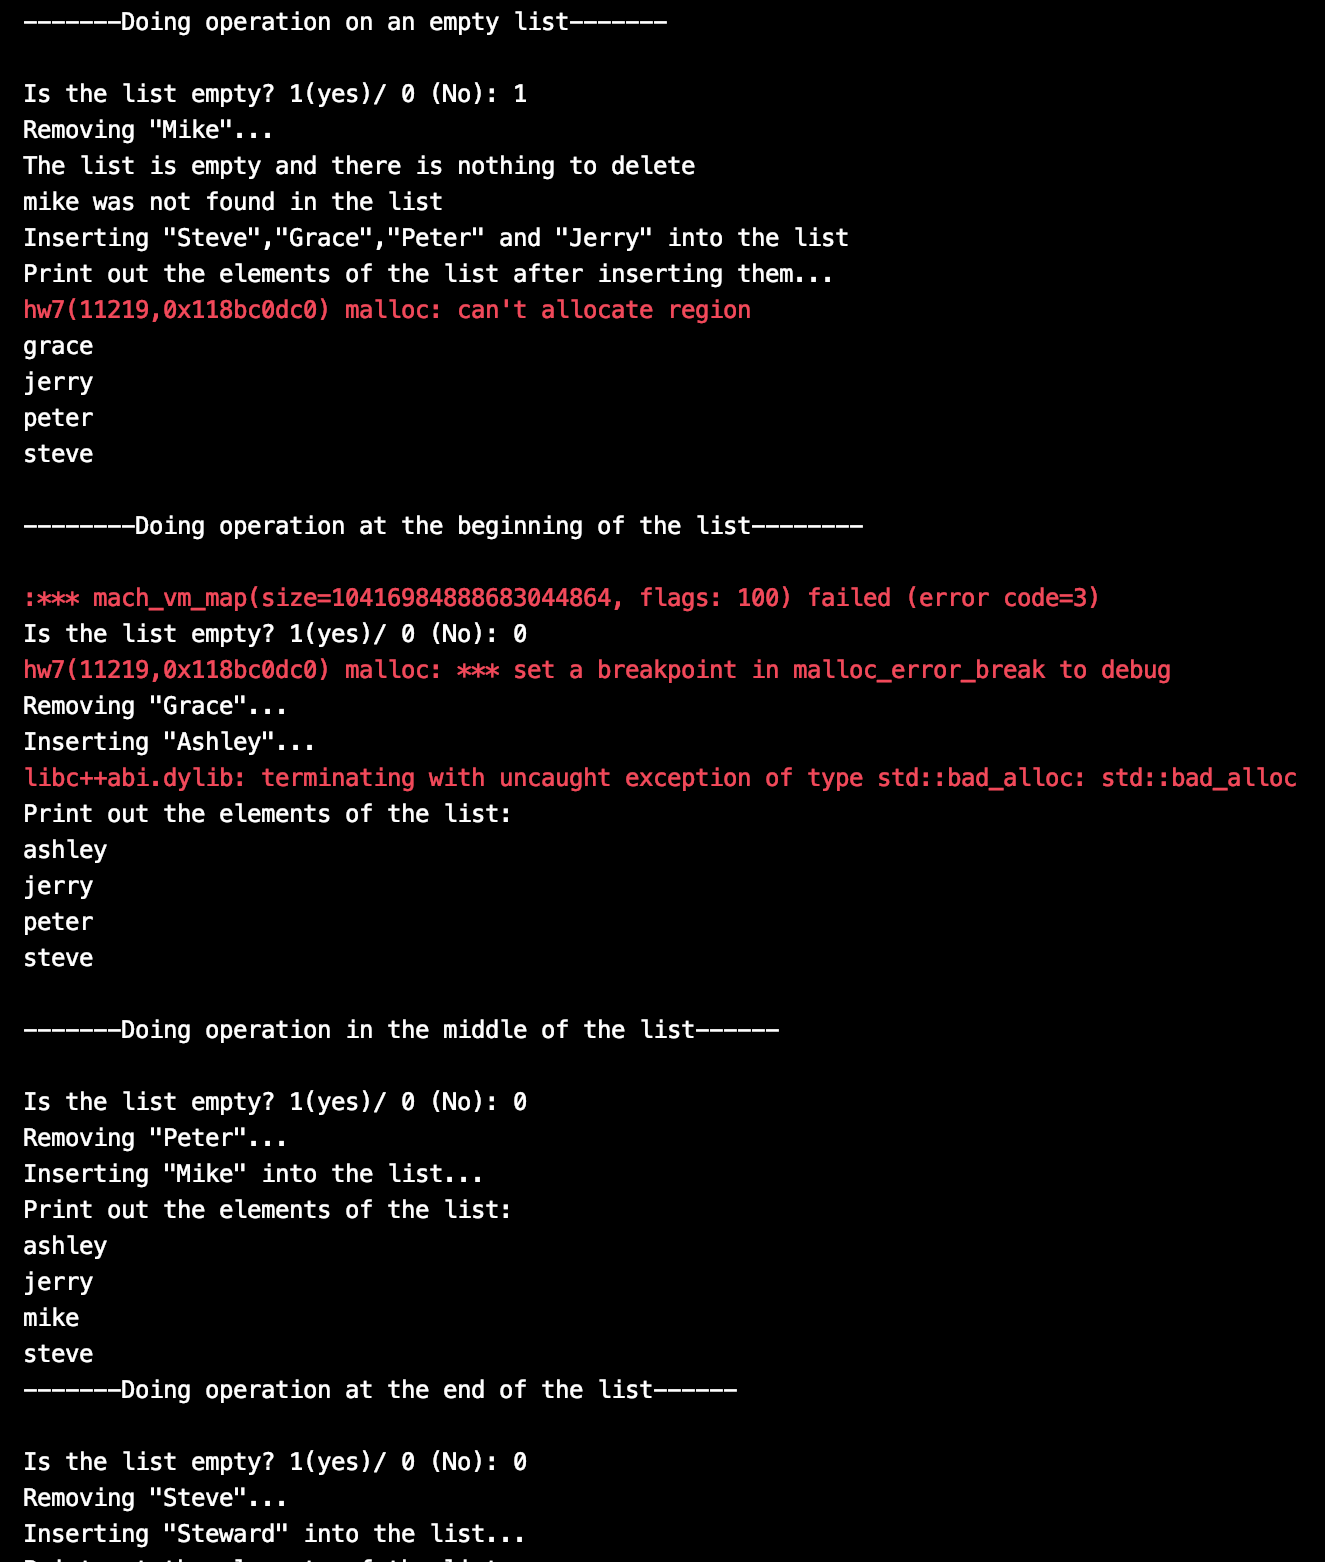 -------Doing operation on an empty list-------
Is the list empty? 1(yes)/ 0 (No): 1
Removing "Mike"...
The list is empty and there is nothing to delete
mike was not found in the list
Inserting "Steve","Grace","Peter" and "Jerry" into the list
Print out the elements of the list after inserting them...
hw7(11219,0x118bc0dc0) malloc: can't allocate region
grace
jerry
peter
steve
--------Doing operation at the beginning of the list--------
:*** mach_vm_map(size=10416984888683044864, flags: 100) failed (error code=3)
Is the list empty? 1(yes)/ 0 (No): 0
hw7(11219,0x118bc0dc0) malloc: *** set a breakpoint in malloc_error_break to debug
Removing "Grace"...
Inserting "Ashley"...
libc++abi.dylib: terminating with uncaught exception of type std::bad_alloc: std::bad_alloc
Print out the elements of the list:
ashley
jerry
peter
steve
-------Doing operation in the middle of the list------
Is the list empty? 1(yes)/ 0 (No): 0
Removing "Peter"...
Inserting "Mike" into the list...
Print out the elements of the list:
ashley
jerry
mike
steve
-------Doing operation at the end of the list------
Is the list empty? 1(yes)/ 0 (No): 0
Removing "Steve"...
Inserting "Steward" into the list...